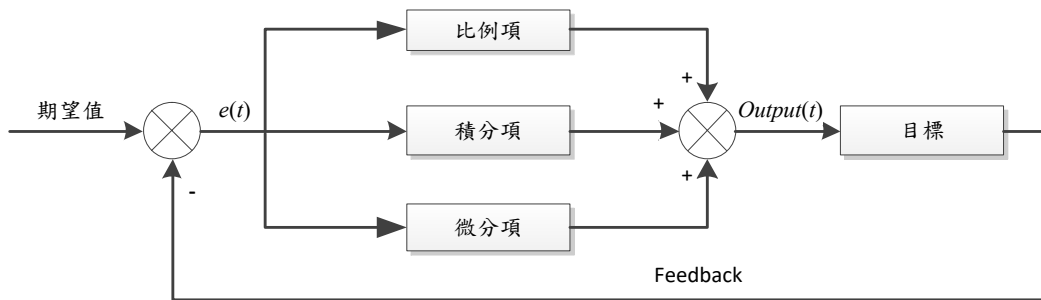 比例項
+
期望值
e(t)
+
積分項
Output(t)
目標
+
-
微分項
Feedback